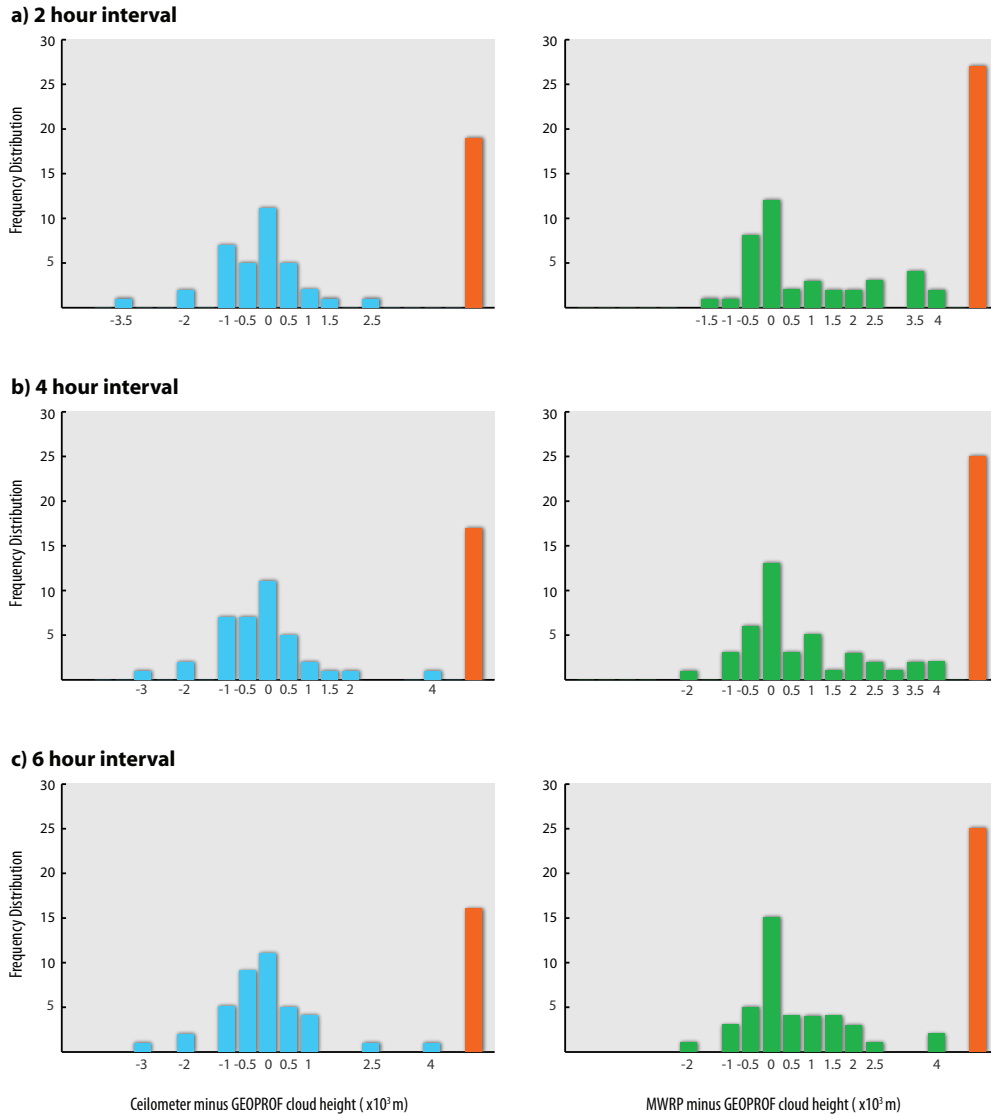 a) 2 hour interval
30
25
20
15
10
5
Frequency Distribution
-3.5 -2 -1 -0.5 0 0.5 1 1.5 2.5
30
25
20
15
10
5
-1.5 -1 -0.5 0 0.5 1 1.5 2 2.5 3.5 4
b) 4 hour interval
30
25
20
15
10
5
Frequency Distribution
-3 -2 -1 -0.5 0 0.5 1 1.5 2 4
30
25
20
15
10
5
-2 -1 -0.5 0 0.5 1 1.5 2 2.5 3 3.5 4
c) 6 hour interval
30
25
20
15
10
5
Frequency Distribution
-3 -2 -1 -0.5 0 0.5 1 2.5 4
30
25
20
15
10
5
-2 -1 -0.5 0 0.5 1 1.5 2 2.5 4
Ceilometer minus GEOPROF cloud height ( x10³ m)
MWRP minus GEOPROF cloud height ( x10³ m)